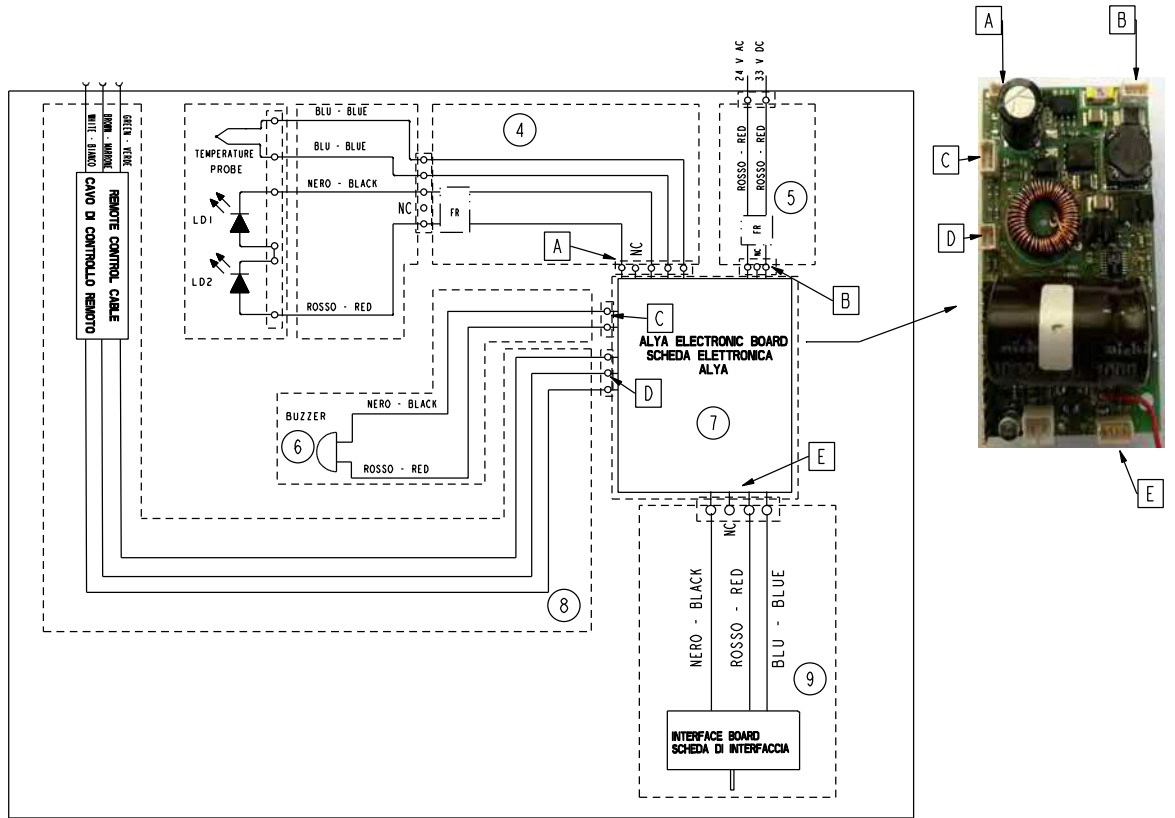 A
B
24 V AC
33 V DC
GREEN - VERDE
BROWN - MARRONE
WHITE - BIANCO
REMOTE CONTROL CABLE
CAVO DI CONTROLLO REMOTO
TEMPERATURE
PROBE
LD1
LD2
BLU - BLUE
BLU - BLUE
NERO - BLACK
NC
ROSSO - RED
FR
4
ROSSO - RED
ROSSO - RED
5
FR
NC
A
NC
B
C
D
C
ALYA ELECTRONIC BOARD
SCHEDA ELETTRONICA
ALYA
D
7
E
BUZZER
6
NERO - BLACK
ROSSO - RED
8
E
NC
NERO - BLACK
ROSSO - RED
BLU - BLUE
9
INTERFACE BOARD
SCHEDA DI INTERFACCIA